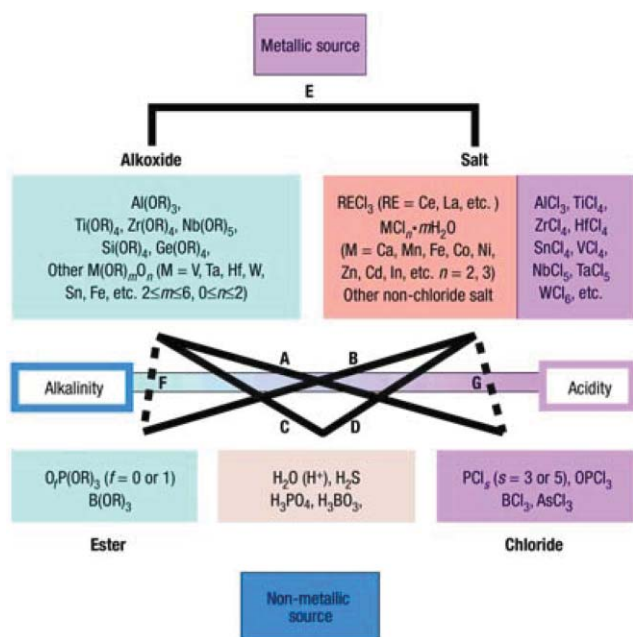 Metallic source
E
Alkoxide
Salt
Al(OR)₃,
Ti(OR)₄, Zr(OR)₄, Nb(OR)₅,
Si(OR)₄, Ge(OR)₄,
Other M(OR)ₘOₙ (M = V, Ta, Hf, W,
Sn, Fe, etc. 2≤m≤6, 0≤n≤2)
RECl₃ (RE = Ce, La, etc. )
MClₙ•mH₂O
(M = Ca, Mn, Fe, Co, Ni,
Zn, Cd, In, etc. n = 2, 3)
Other non-chloride salt
AlCl₃, TiCl₄,
ZrCl₄, HfCl₄
SnCl₄, VCl₄,
NbCl₅, TaCl₅
WCl₆, etc.
A
B
Alkalinity
F
G
Acidity
C
D
OfP(OR)₃ (f = 0 or 1)
B(OR)₃
H₂O (H⁺), H₂S
H₃PO₄, H₃BO₃,
PClₛ (s = 3 or 5), OPCl₃
BCl₃, AsCl₃
Ester
Chloride
Non-metallic
source